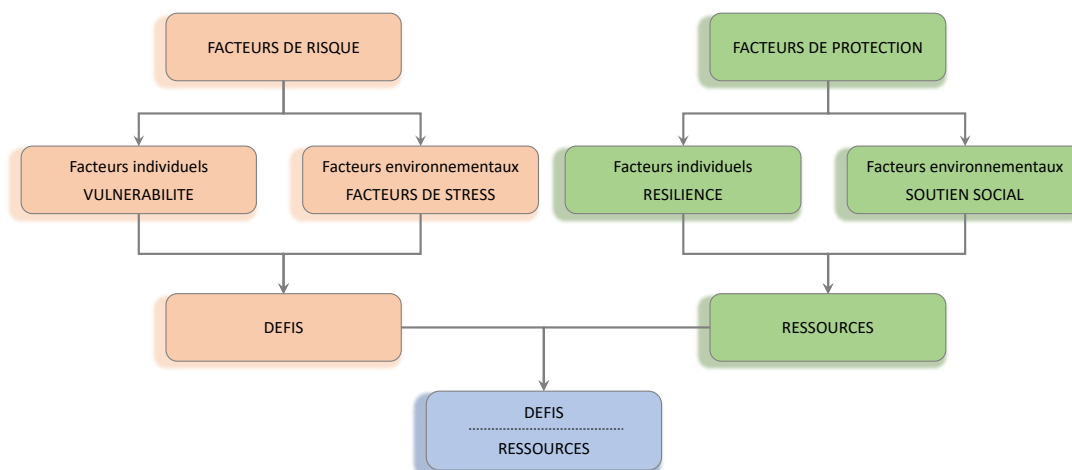 FACTEURS DE RISQUE
FACTEURS DE PROTECTION
Facteurs individuels
VULNERABILITE
Facteurs environnementaux
FACTEURS DE STRESS
Facteurs individuels
RESILIENCE
Facteurs environnementaux
SOUTIEN SOCIAL
DEFIS
RESSOURCES
DEFIS
RESSOURCES